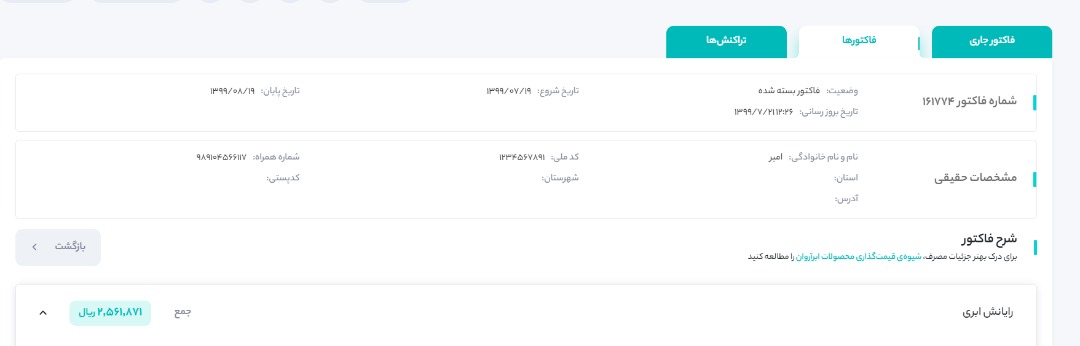 فاکتور جاری
فاکتورها
تراکنش‌ها
شماره فاکتور ۱۶۱۷۷۴
وضعیت: فاکتور بسته شده
تاریخ شروع: ۱۳۹۹/۰۷/۱۹
تاریخ پایان: ۱۳۹۹/۰۸/۱۹
تاریخ بروز رسانی: ۱۳۹۹/۷/۲۱ ۱۲:۲۶
مشخصات حقیقی
نام و نام خانوادگی: امیر
کد ملی: ۱۲۳۴۵۶۷۸۹۱
شماره همراه: ۹۸۹۱۰۴۵۶۶۱۱۷
استان:
شهرستان:
کدپستی:
آدرس:
شرح فاکتور
برای درک بهتر جزئیات مصرف، شیوه‌ی قیمت‌گذاری محصولات ابرآروان را مطالعه کنید
بازگشت
رایانش ابری
جمع
۲,۵۶۱,۸۷۱ ریال